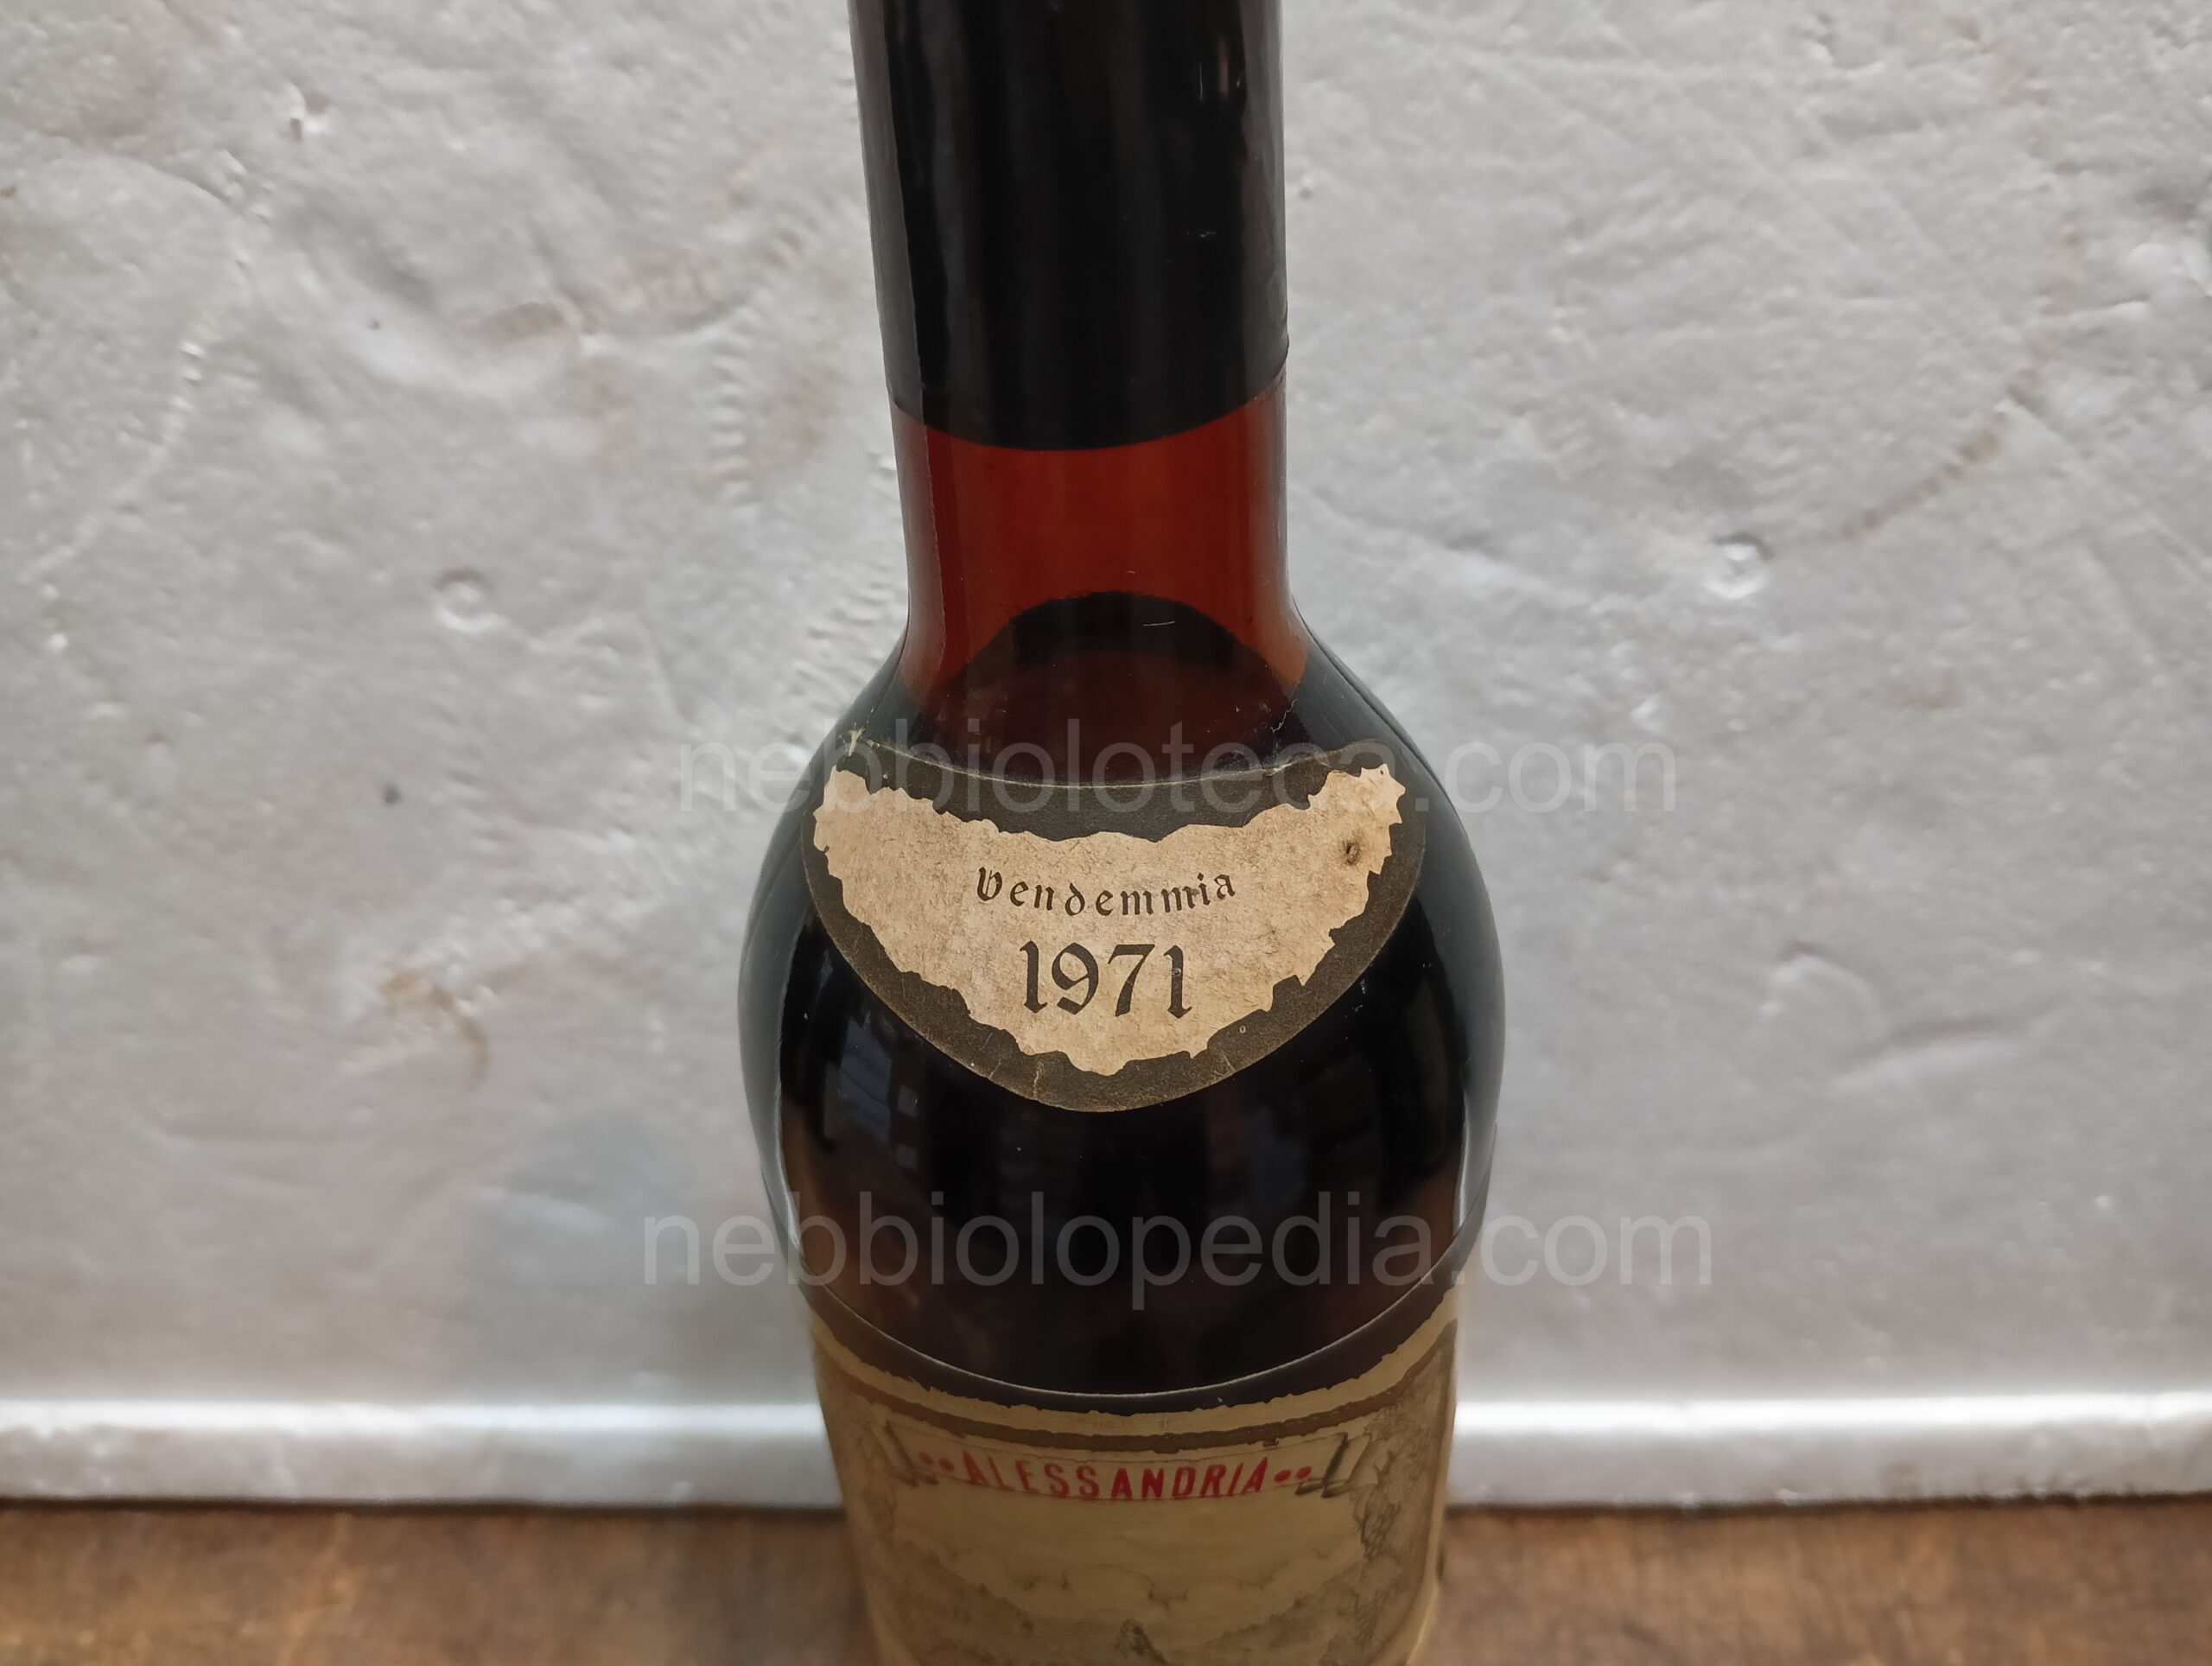 nebbioloteca.com
Vendemmia
1971
nebbiolopedia.com
••ALESSANDRIA••